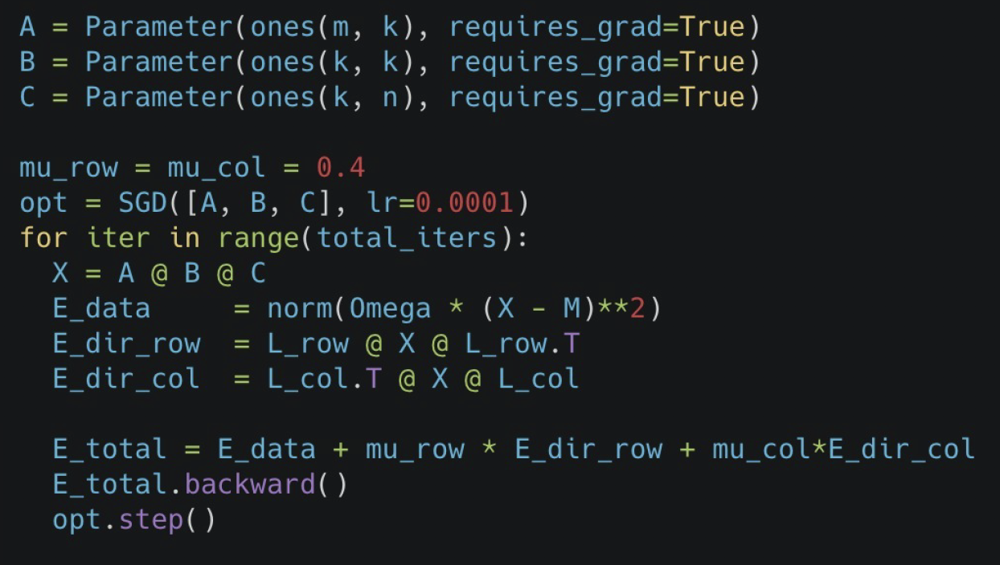 A = Parameter(ones(m, k), requires_grad=True)
B = Parameter(ones(k, k), requires_grad=True)
C = Parameter(ones(k, n), requires_grad=True)

mu_row = mu_col = 0.4
opt = SGD([A, B, C], lr=0.0001)
for iter in range(total_iters):
  X = A @ B @ C
  E_data     = norm(Omega * (X - M)**2)
  E_dir_row  = L_row @ X @ L_row.T
  E_dir_col  = L_col.T @ X @ L_col

  E_total = E_data + mu_row * E_dir_row + mu_col*E_dir_col
  E_total.backward()
  opt.step()